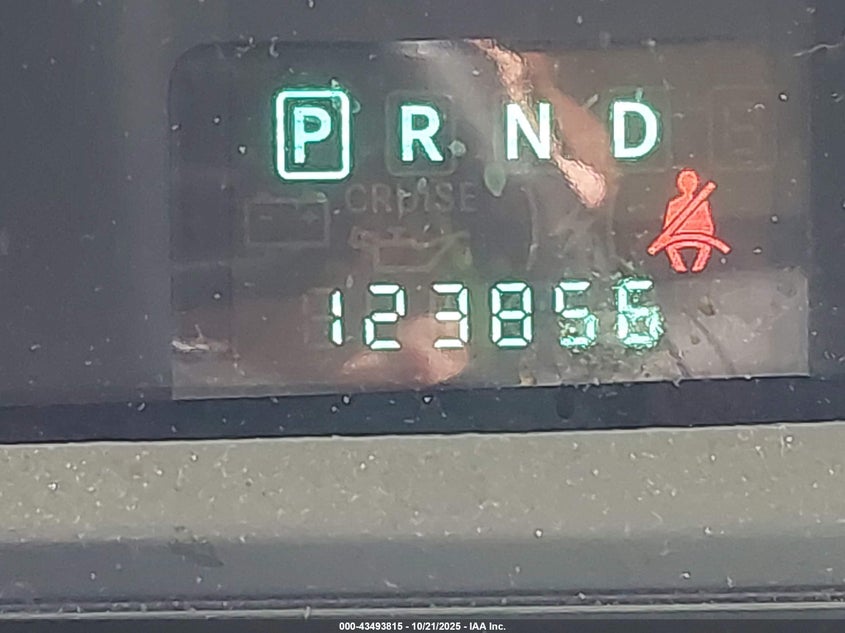 P R N D
CRUISE
123856
000-43493815 - 10/21/2025 - IAA Inc.